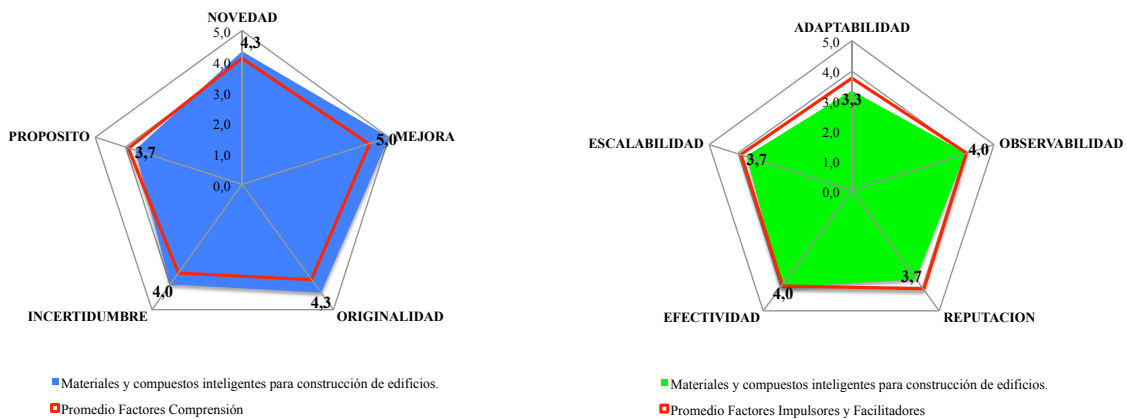 NOVEDAD
5,0
4,3
4,0
3,0
2,0
1,0
0,0
MEJORA
5,0
ORIGINALIDAD
4,3
INCERTIDUMBRE
4,0
PROPOSITO
3,7
Materiales y compuestos inteligentes para construcción de edificios.
Promedio Factores Comprensión
ADAPTABILIDAD
5,0
4,0
3,0
3,3
2,0
1,0
0,0
OBSERVABILIDAD
4,0
REPUTACION
3,7
EFECTIVIDAD
4,0
ESCALABILIDAD
3,7
Materiales y compuestos inteligentes para construcción de edificios.
Promedio Factores Impulsores y Facilitadores